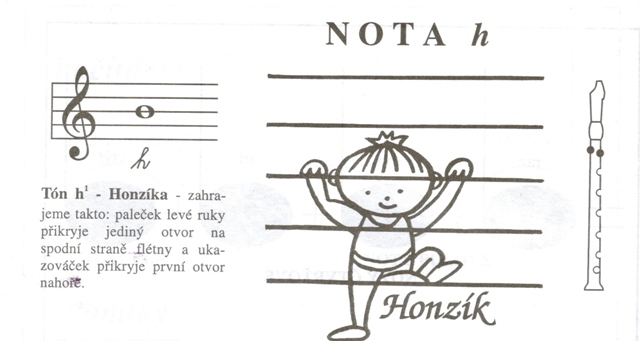 NOTA h
h
Tón h¹ - Honzíka - zahra-
jeme takto: paleček levé ruky
přikryje jediný otvor na
spodní straně flétny a uka-
zováček přikryje první otvor
nahoře.
Honzík